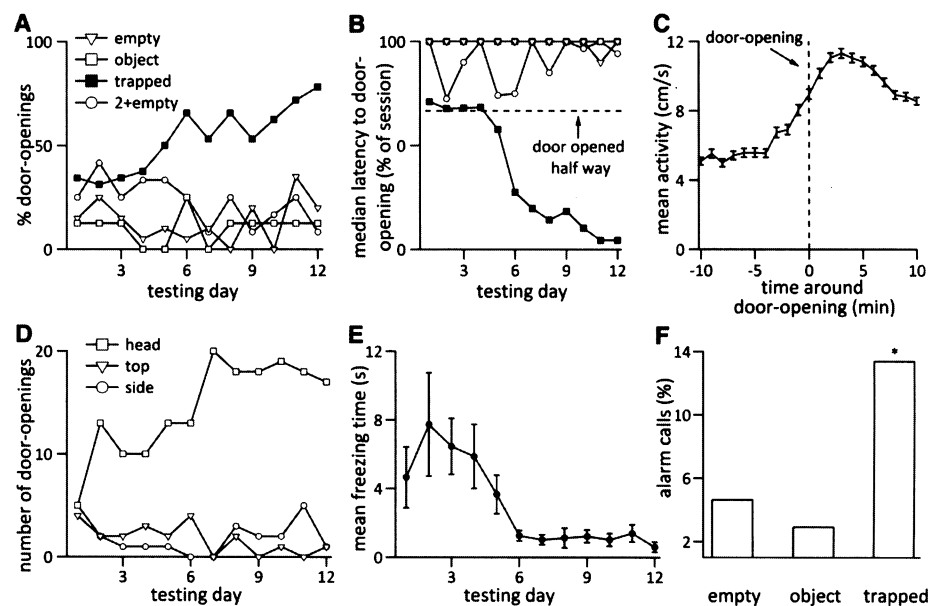 A
empty
object
trapped
2+empty
100
50
0
% door-openings
3
6
9
12
testing day
B
100
0
0
median latency to door-
opening (% of session)
door opened
half way
3
6
9
12
testing day
C
door-opening
12
8
4
0
mean activity (cm/s)
-10
-5
0
5
10
time around
door-opening (min)
D
head
top
side
20
10
0
number of door-openings
3
6
9
12
testing day
E
12
8
4
0
mean freezing time (s)
3
6
9
12
testing day
F
14
10
6
2
alarm calls (%)
*
empty
object
trapped